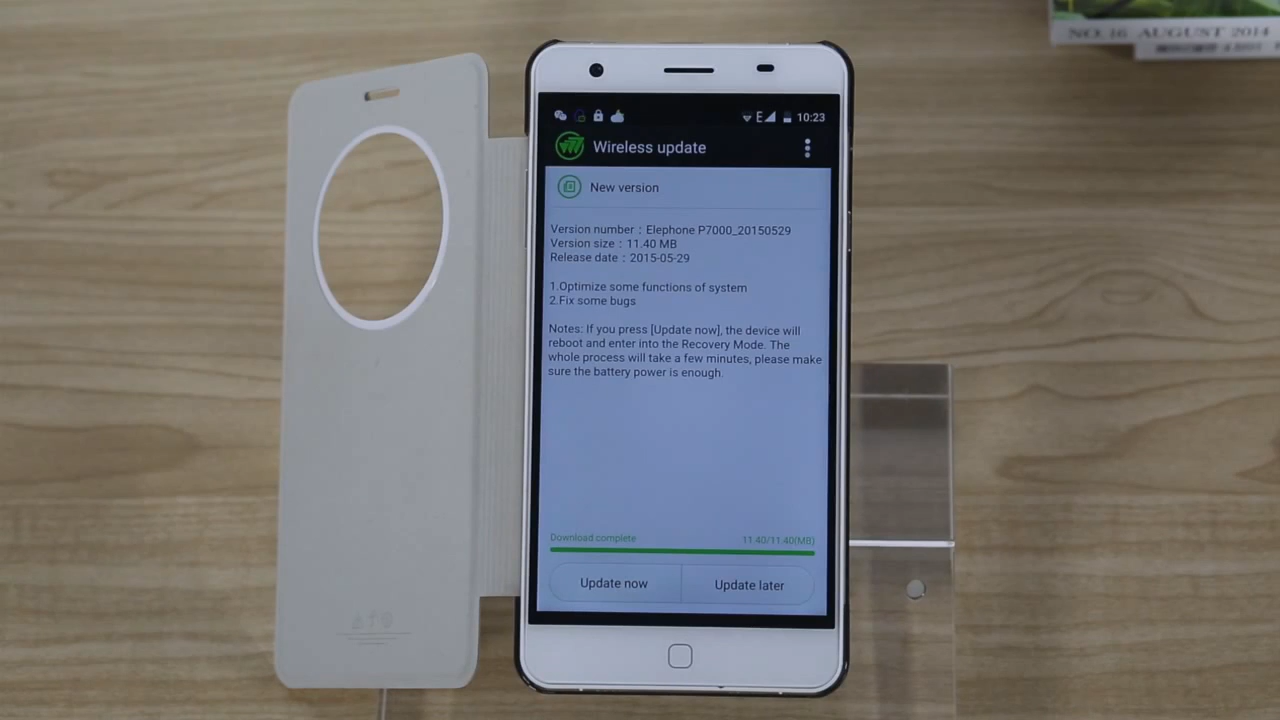 NO. 16 AUGUST 2014
E
10:23
Wireless update
New version
Version number : Elephone P7000_20150529
Version size : 11.40 MB
Release date : 2015-05-29
1.Optimize some functions of system
2.Fix some bugs
Notes: If you press [Update now], the device will
reboot and enter into the Recovery Mode. The
whole process will take a few minutes, please make
sure the battery power is enough.
Download complete 11.40/11.40(MB)
Update now Update later